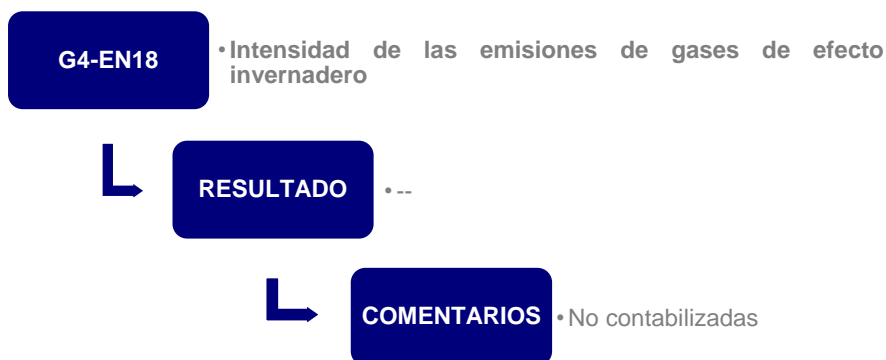 G4-EN18
•Intensidad de las emisiones de gases de efecto
invernadero
RESULTADO
•--
COMENTARIOS
•No contabilizadas